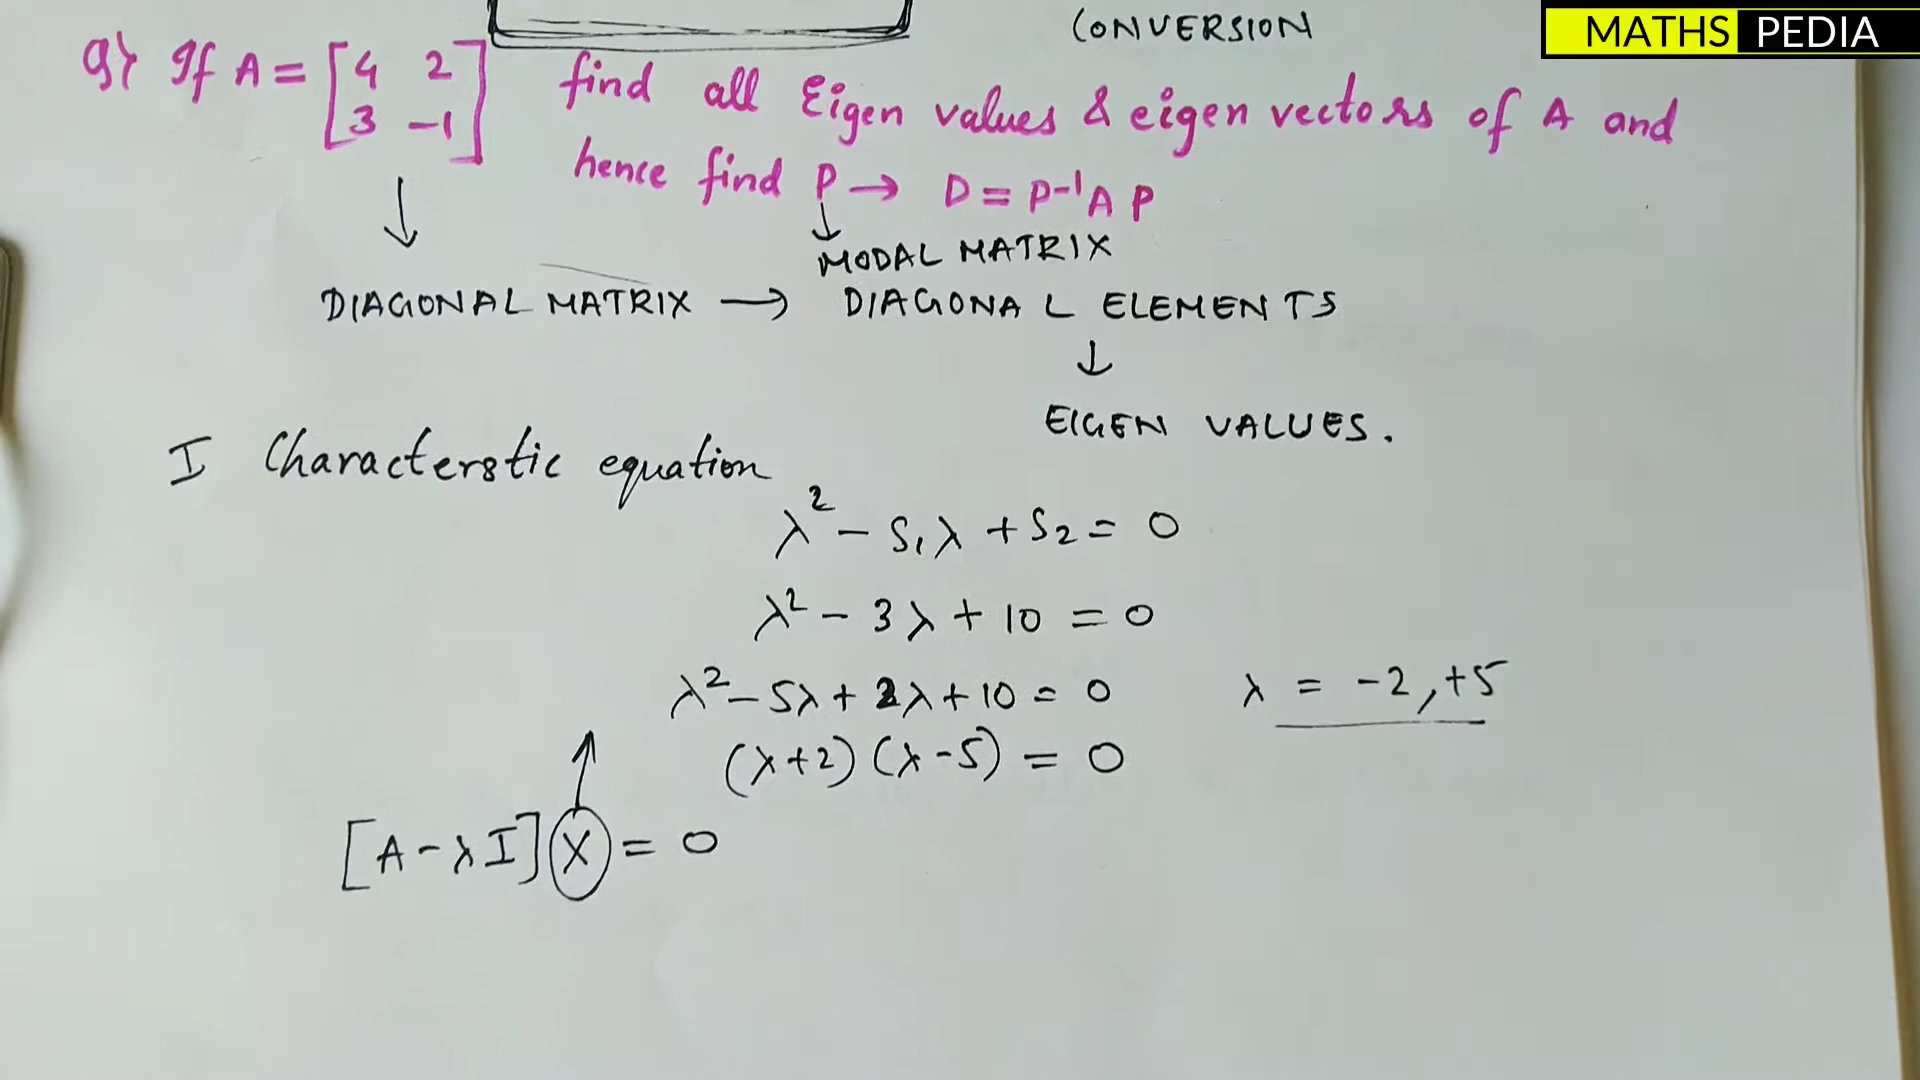 CONVERSION
MATHS PEDIA
Q) If A = [4 2
3 -1] find all Eigen values & eigen vectors of A and
hence find P → D = P⁻¹A P
↓
MODAL MATRIX
DIAGONAL MATRIX → DIAGONAL ELEMENTS
↓
EIGEN VALUES.
I Characterstic equation
λ² - S₁λ + S₂ = 0
λ² - 3λ + 10 = 0
λ² - 5λ + 2λ + 10 = 0
λ = -2, +5
(λ+2) (λ-5) = 0
[A - λI] X = 0